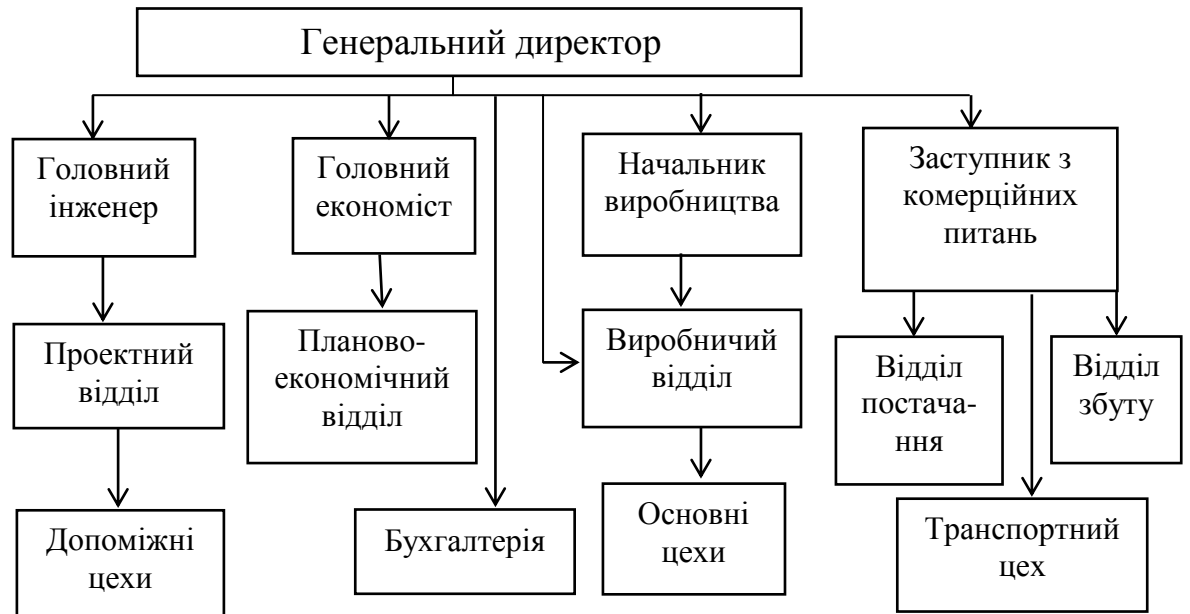 Генеральний директор
Головний
інженер
Головний
економіст
Начальник
виробництва
Заступник з
комерційних
питань
Проектний
відділ
Планово-
економічний
відділ
Виробничий
відділ
Відділ
постача-
ння
Відділ
збуту
Допоміжні
цехи
Бухгалтерія
Основні
цехи
Транспортний
цех